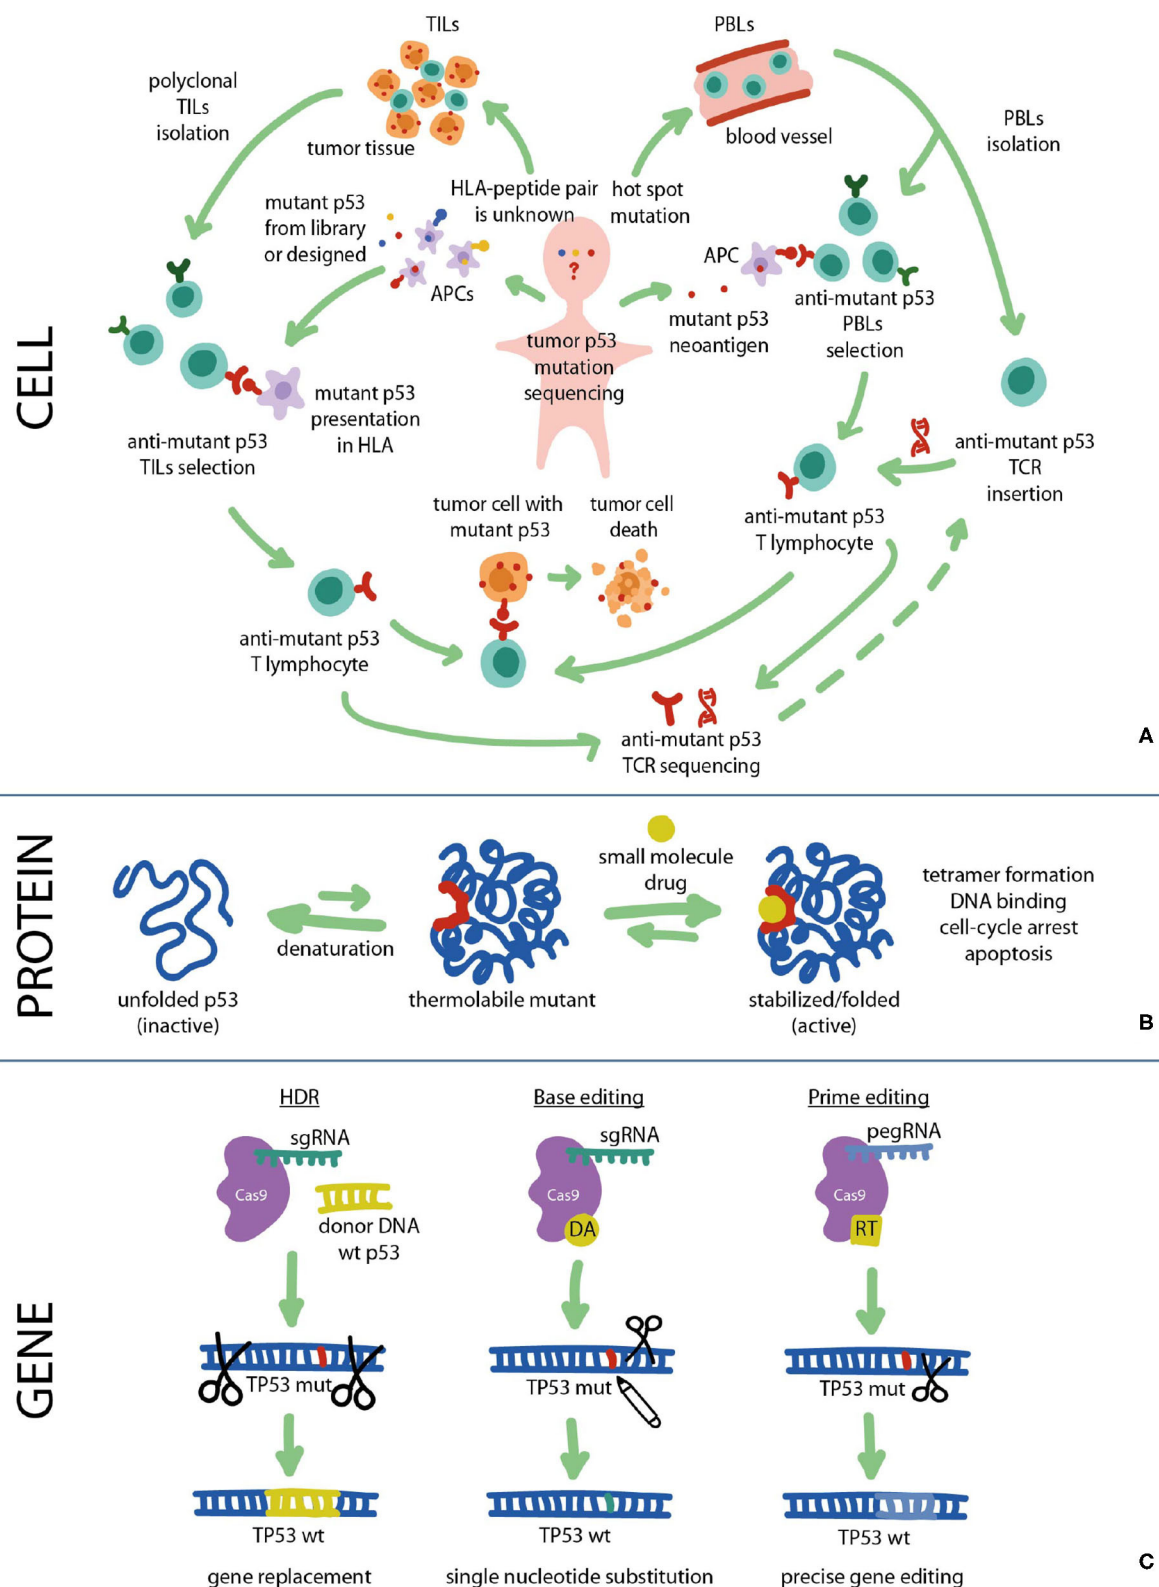 CELL
TILs
PBLs
polyclonal
TILs
isolation
tumor tissue
blood vessel
PBLs
isolation
HLA-peptide pair
is unknown
hot spot
mutation
mutant p53
from library
or designed
APCs
?
APC
mutant p53
neoantigen
anti-mutant p53
PBLs
selection
tumor p53
mutation
sequencing
mutant p53
presentation
in HLA
anti-mutant p53
TILs selection
anti-mutant p53
TCR
insertion
tumor cell with
mutant p53
tumor cell
death
anti-mutant p53
T lymphocyte
anti-mutant p53
T lymphocyte
anti-mutant p53
TCR sequencing
A
PROTEIN
small molecule
drug
denaturation
unfolded p53
(inactive)
thermolabile mutant
stabilized/folded
(active)
tetramer formation
DNA binding
cell-cycle arrest
apoptosis
B
GENE
HDR
sgRNA
Cas9
donor DNA
wt p53
TP53 mut
TP53 wt
gene replacement
Base editing
sgRNA
Cas9
DA
TP53 mut
TP53 wt
single nucleotide substitution
Prime editing
pegRNA
Cas9
RT
TP53 mut
TP53 wt
precise gene editing
C